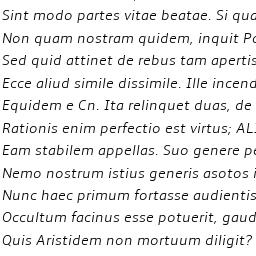 Sint modo partes vitae beatae. Si qua
Non quam nostram quidem, inquit Po
Sed quid attinet de rebus tam apertis
Ecce aliud simile dissimile. Ille incend
Equidem e Cn. Ita relinquet duas, de
Rationis enim perfectio est virtus; AL
Eam stabilem appellas. Suo genere pe
Nemo nostrum istius generis asotos i
Nunc haec primum fortasse audientis
Occultum facinus esse potuerit, gaud
Quis Aristidem non mortuum diligit?